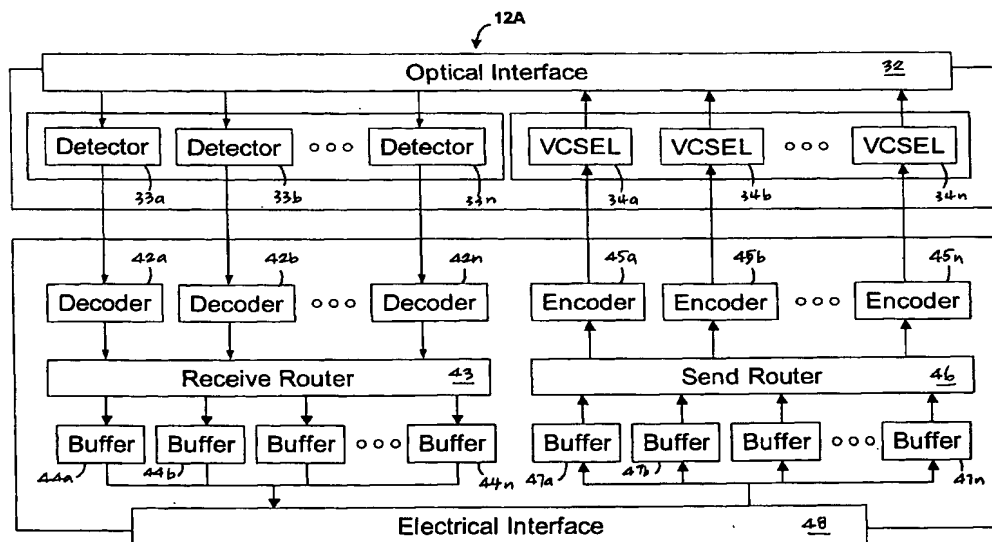 12A
Optical Interface 32
Detector Detector Detector VCSEL VCSEL VCSEL
33a 33b 33n 34a 34b 34n
42a 42b 42n 45a 45b 45n
Decoder Decoder Decoder Encoder Encoder Encoder
Receive Router 43 Send Router 46
Buffer Buffer Buffer Buffer Buffer Buffer Buffer Buffer
44a 44b 44n 47a 47b 47n
Electrical Interface 48